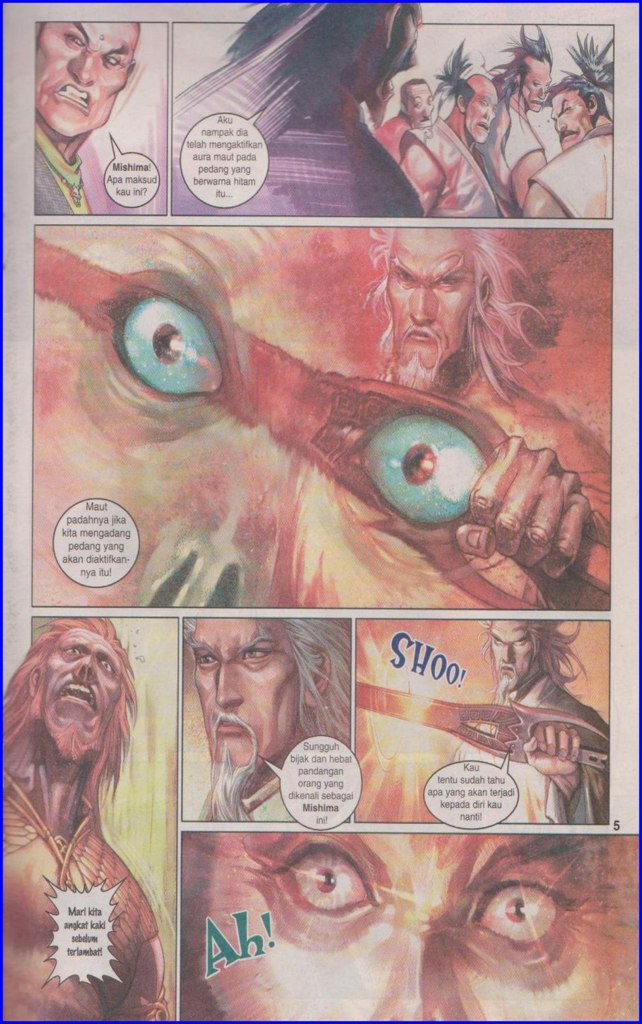 Mishima!
Apa maksud
kau ini?
Aku
nampak dia
telah mengaktifkan
aura maut pada
pedang yang
berwarna hitam
itu...
Maut
padahnya jika
kita mengadang
pedang yang
akan diaktifkan-
nya itu!
Sungguh
bijak dan hebat
pandangan
orang yang
dikenali sebagai
Mishima
ini!
SHOO!
Kau
tentu sudah tahu
apa yang akan terjadi
kepada diri kau
nanti!
5
Mari kita
angkat kaki
sebelum
terlambat!
Ah!